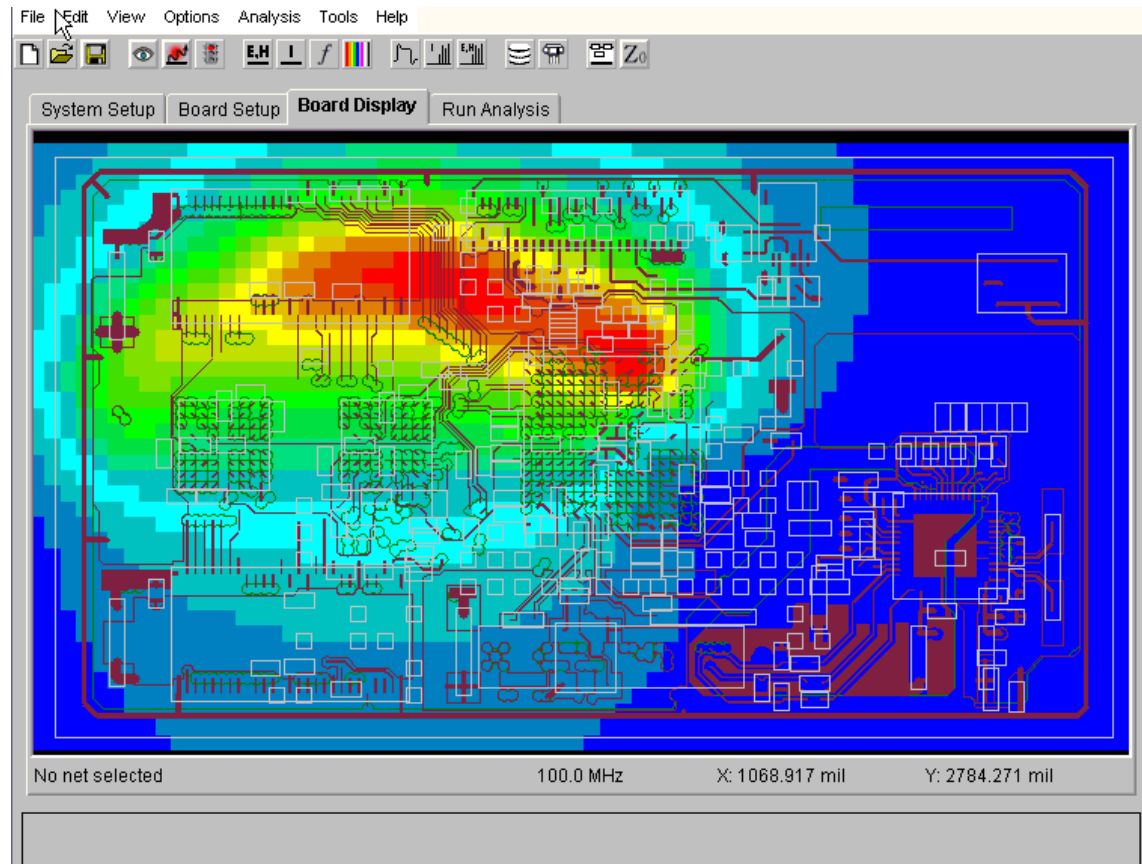 File Edit View Options Analysis Tools Help
E,H I f I E,H Z0
System Setup Board Setup Board Display Run Analysis
No net selected 100.0 MHz X: 1068.917 mil Y: 2784.271 mil